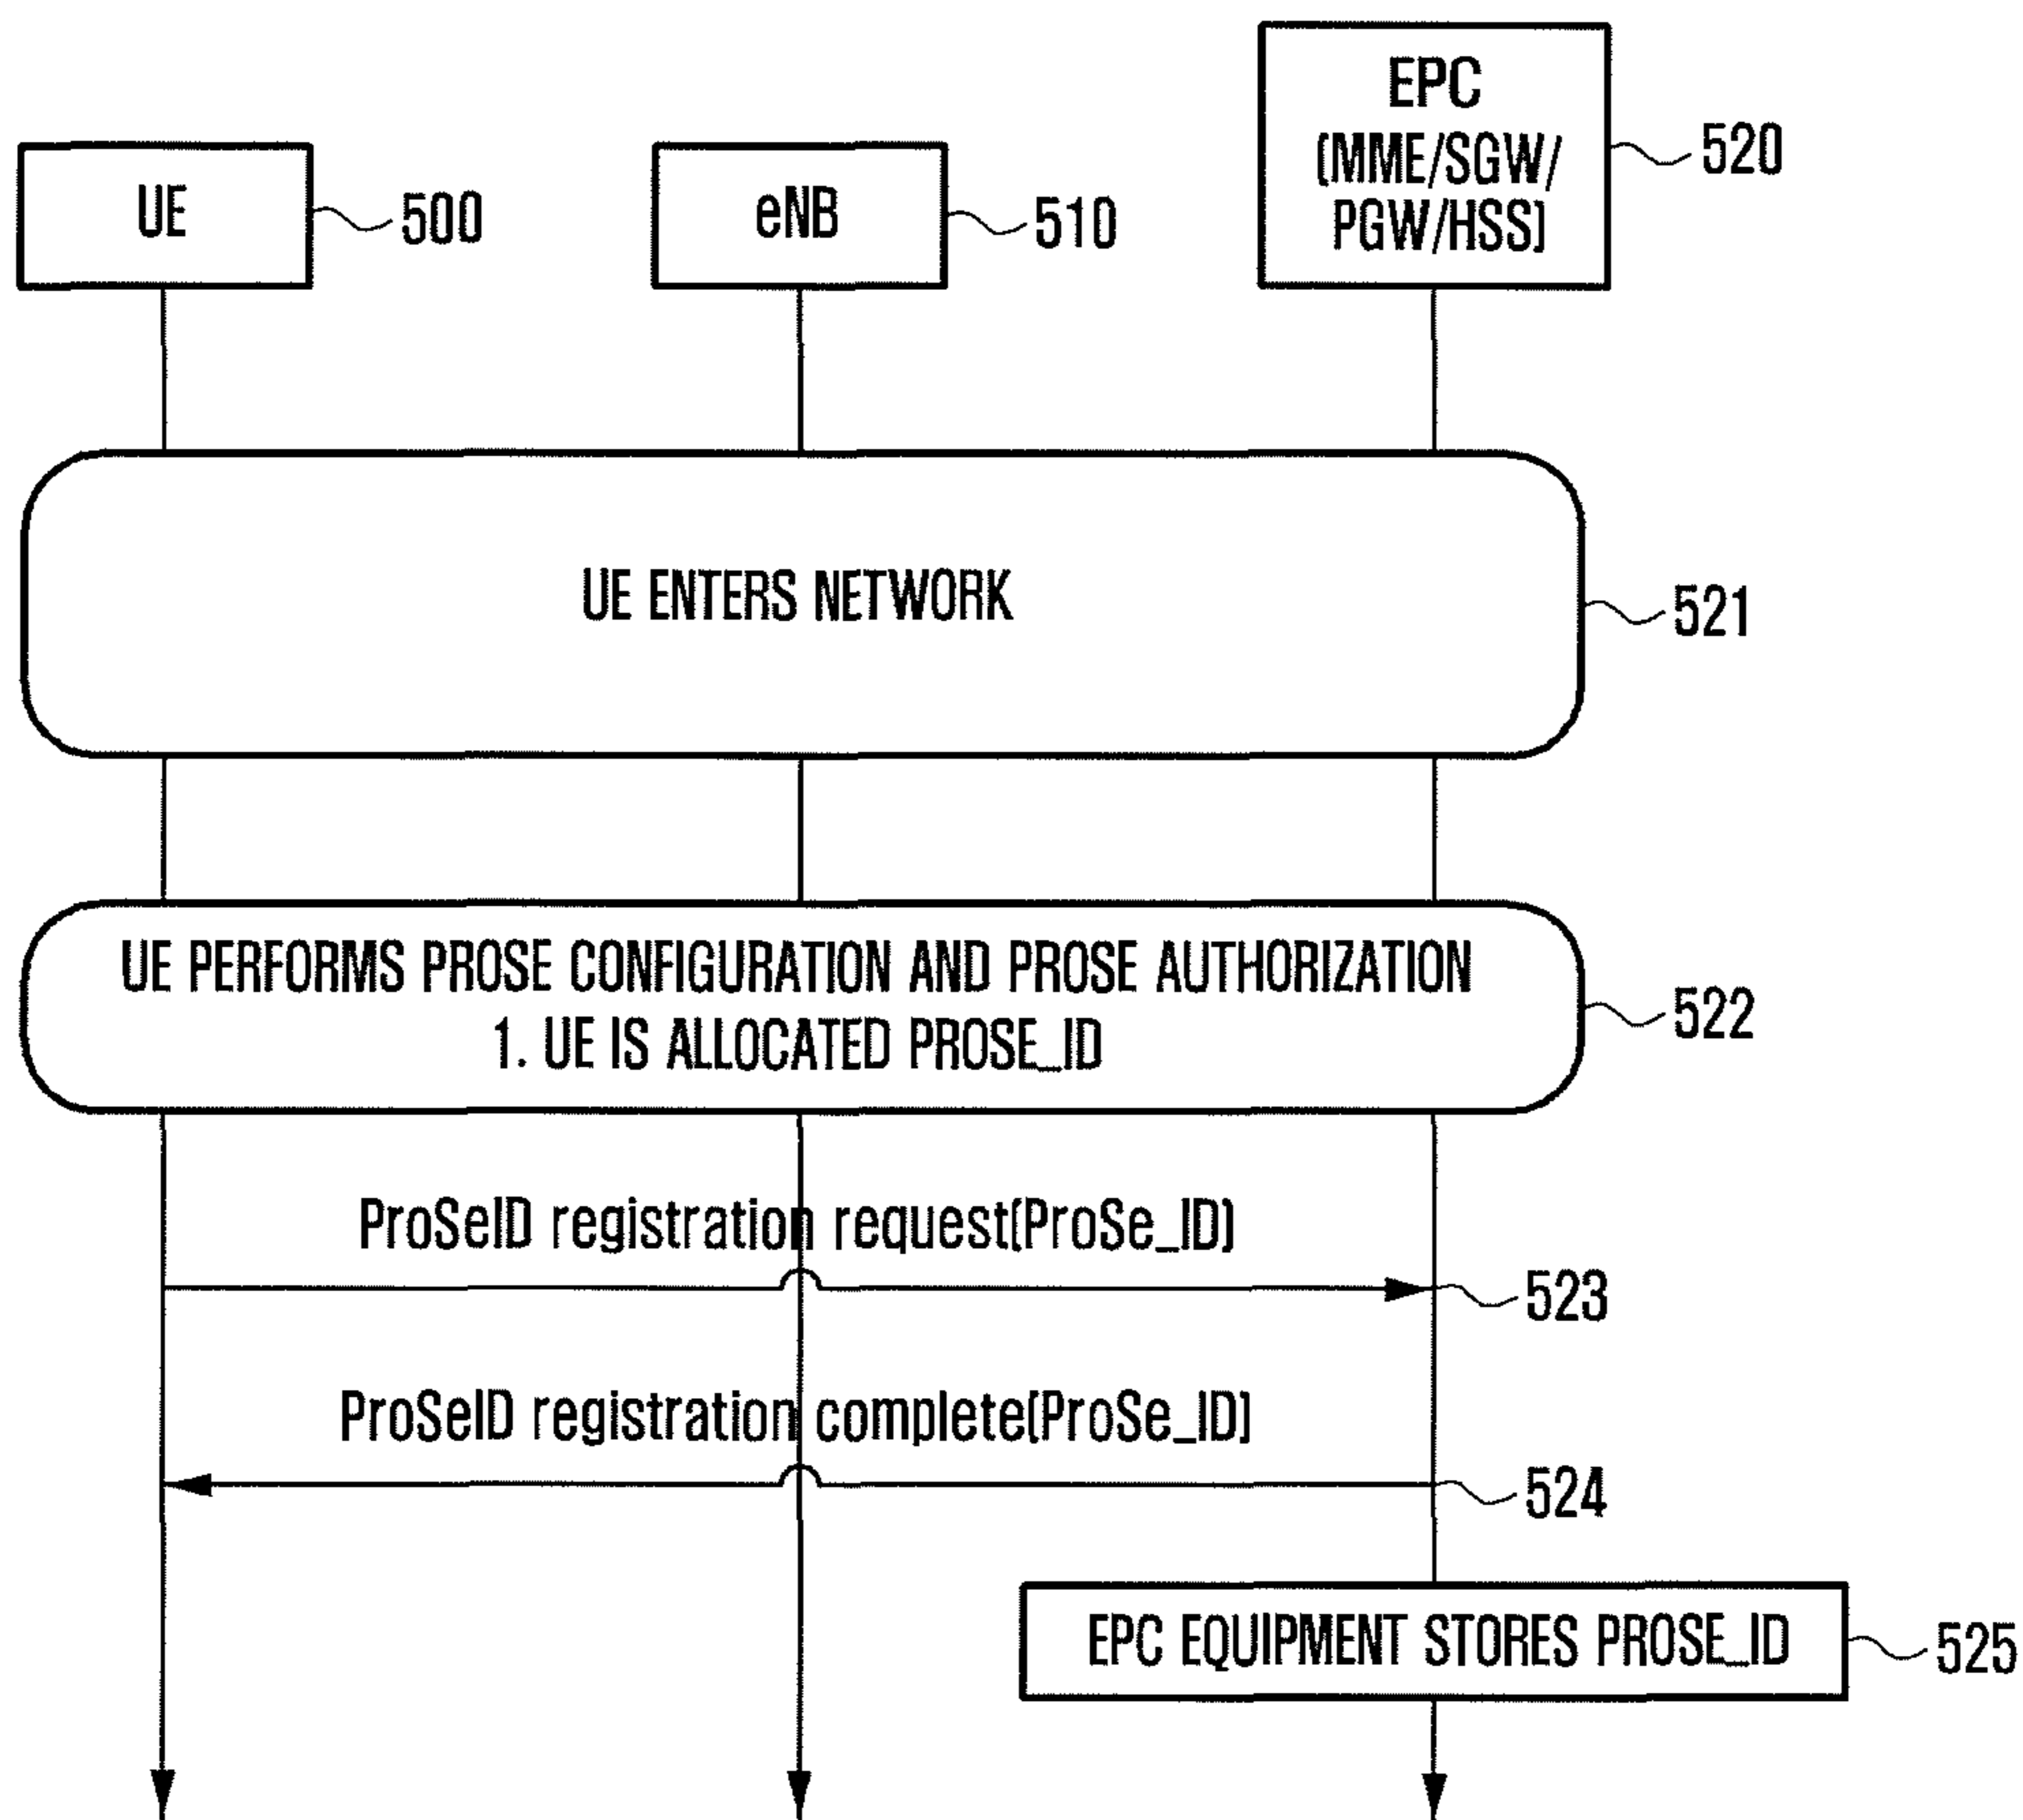 EPC
(MME/SGW/
PGW/HSS)
520
UE
500
eNB
510
UE ENTERS NETWORK
521
UE PERFORMS PROSE CONFIGURATION AND PROSE AUTHORIZATION
1. UE IS ALLOCATED PROSE_ID
522
ProSeID registration request(ProSe_ID)
523
ProSeID registration complete(ProSe_ID)
524
EPC EQUIPMENT STORES PROSE_ID
525